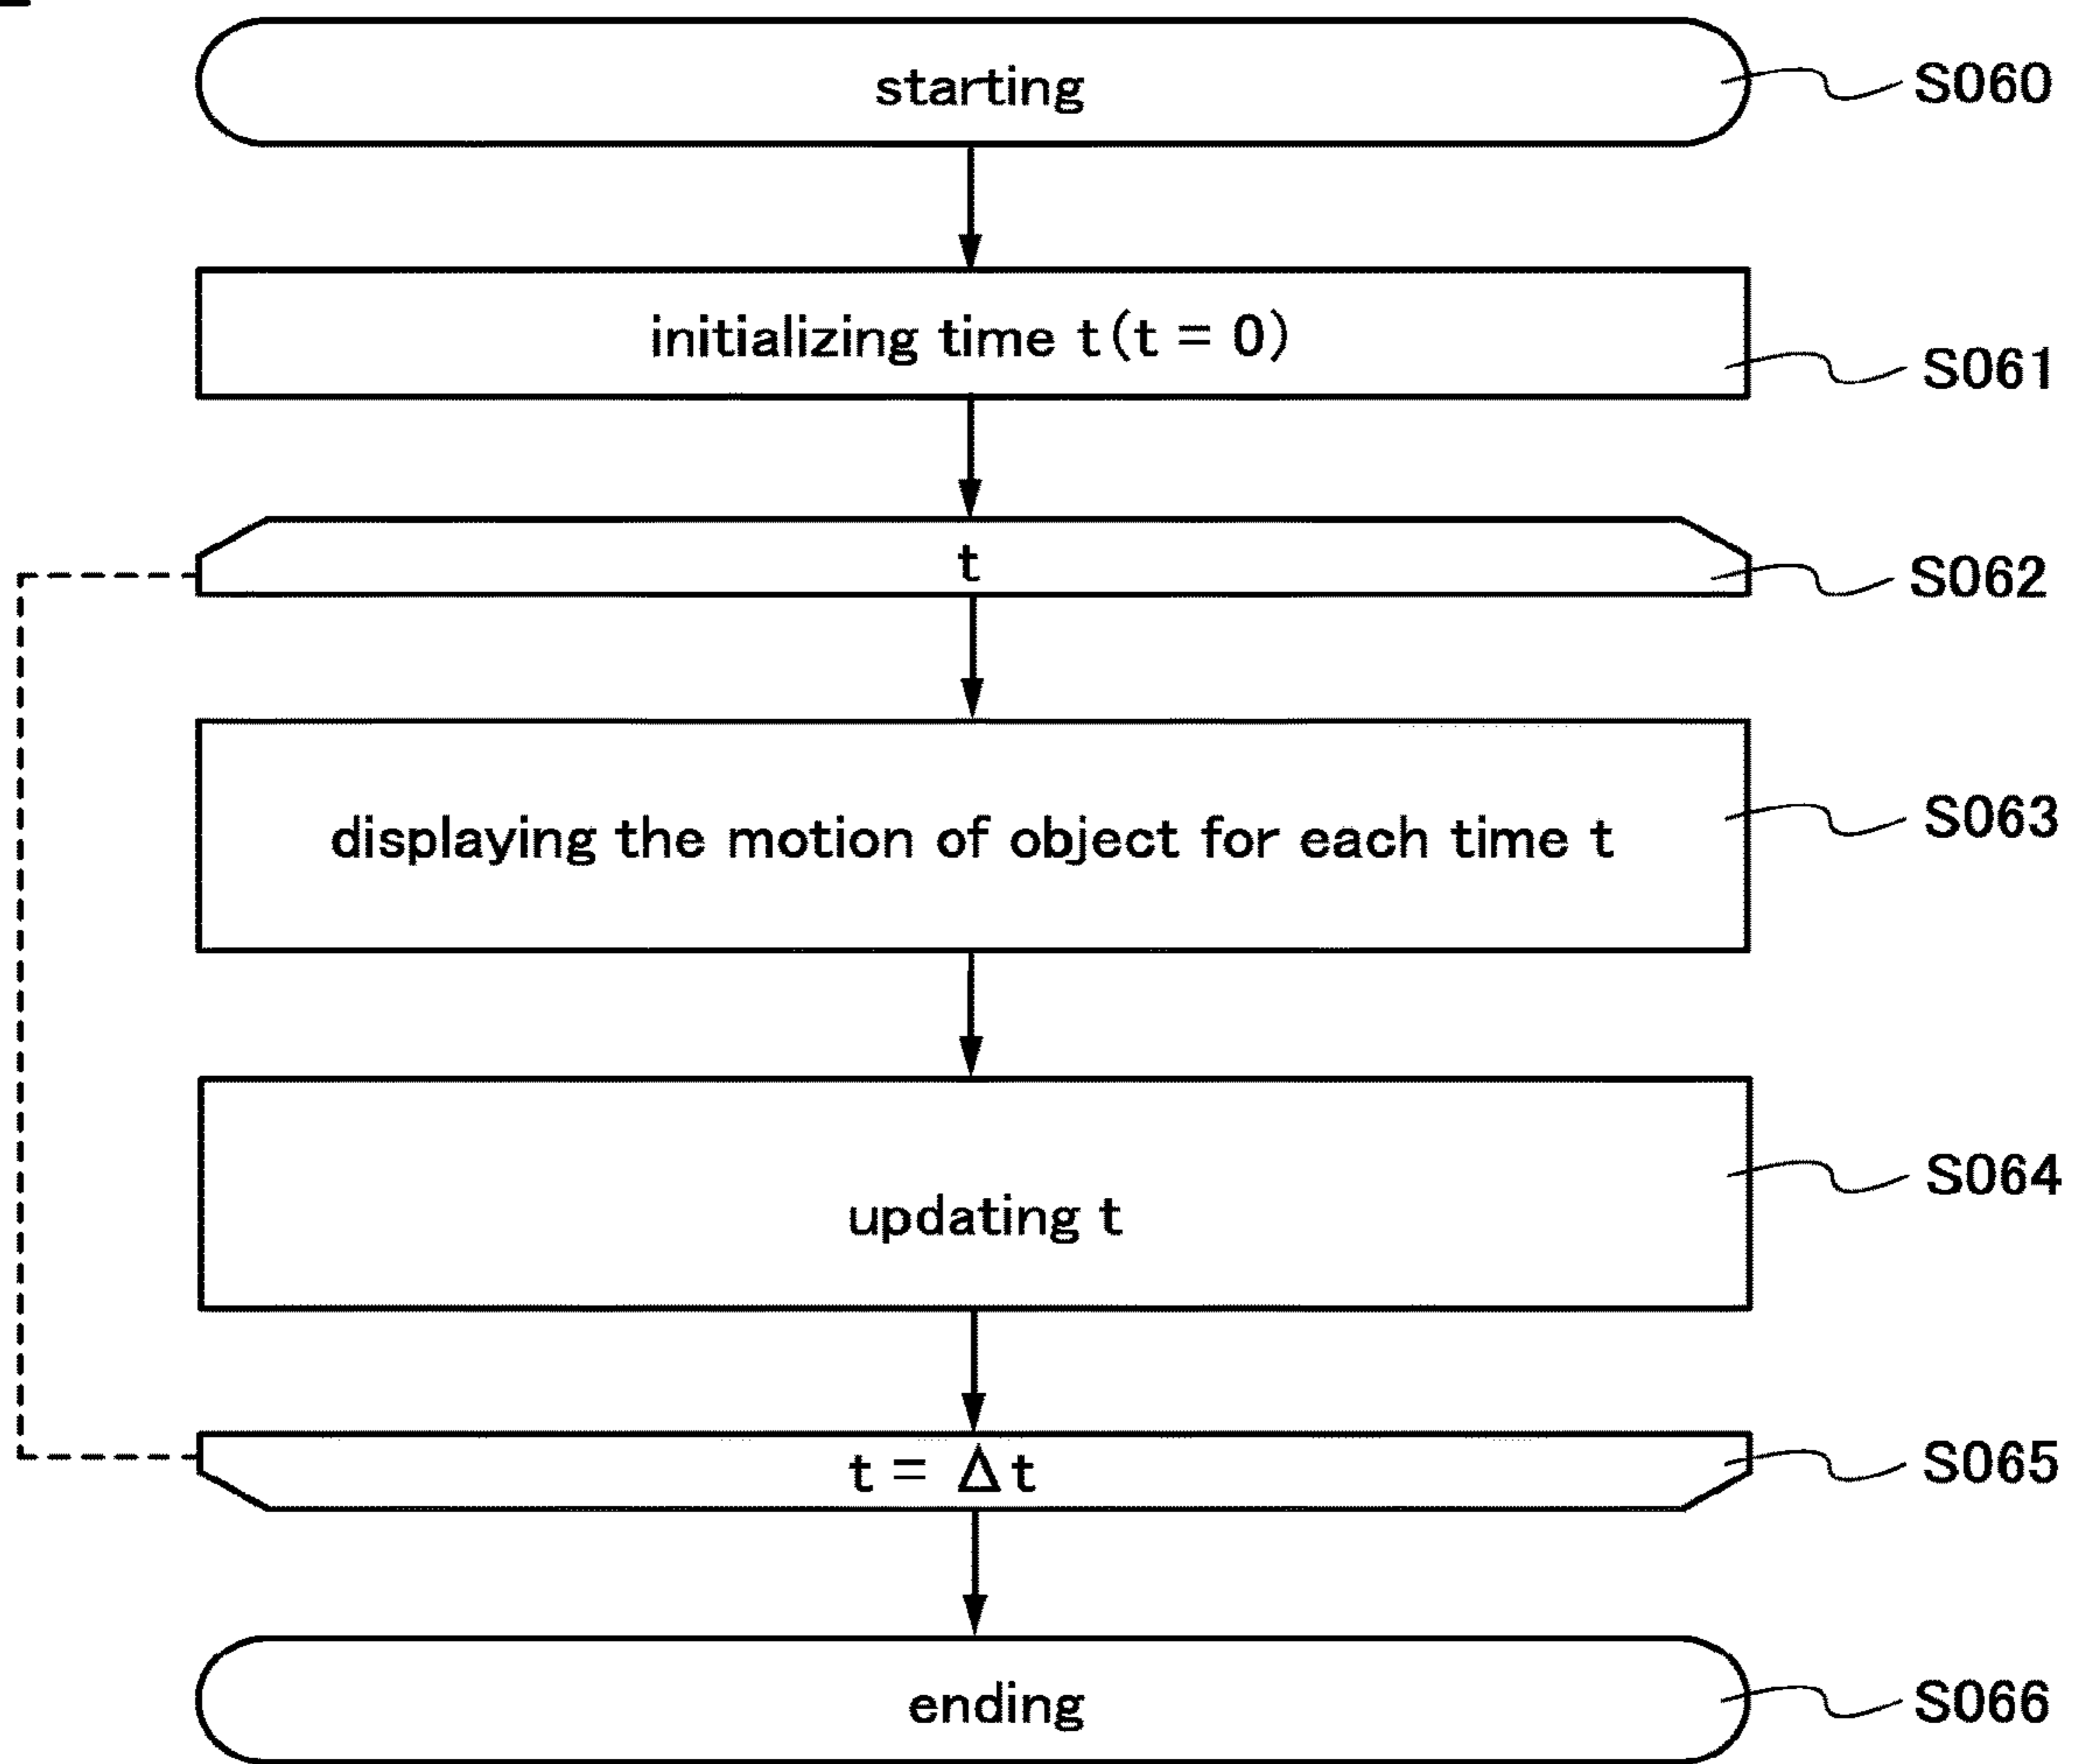 starting
S060
initializing time t(t = 0)
S061
t
S062
displaying the motion of object for each time t
S063
updating t
S064
t = Δt
S065
ending
S066